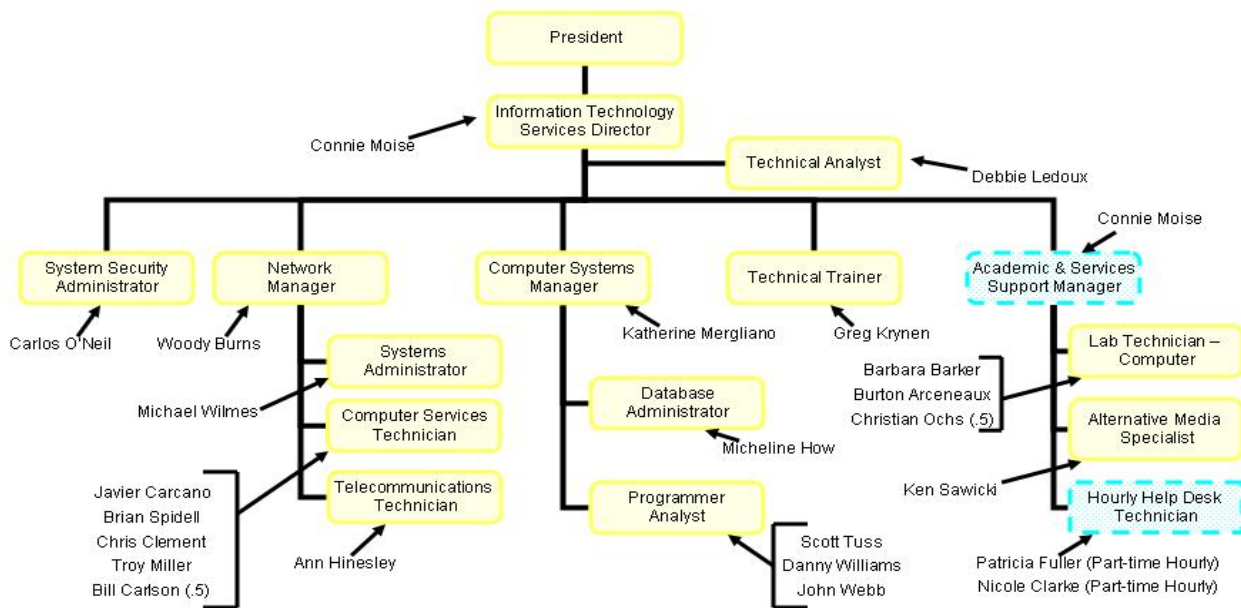 President
Information Technology
Services Director
Connie Moise
Technical Analyst
Debbie Ledoux
Connie Moise
System Security
Administrator
Network
Manager
Computer Systems
Manager
Technical Trainer
Academic & Services
Support Manager
Carlos O'Neil
Woody Burns
Katherine Mergliano
Greg Krynen
Systems
Administrator
Michael Wilmes
Computer Services
Technician
Javier Carcano
Brian Spidell
Chris Clement
Troy Miller
Bill Carlson (.5)
Telecommunications
Technician
Ann Hinesley
Database
Administrator
Micheline How
Programmer
Analyst
Scott Tuss
Danny Williams
John Webb
Lab Technician –
Computer
Barbara Barker
Burton Arceneaux
Christian Ochs (.5)
Alternative Media
Specialist
Ken Sawicki
Hourly Help Desk
Technician
Patricia Fuller (Part-time Hourly)
Nicole Clarke (Part-time Hourly)